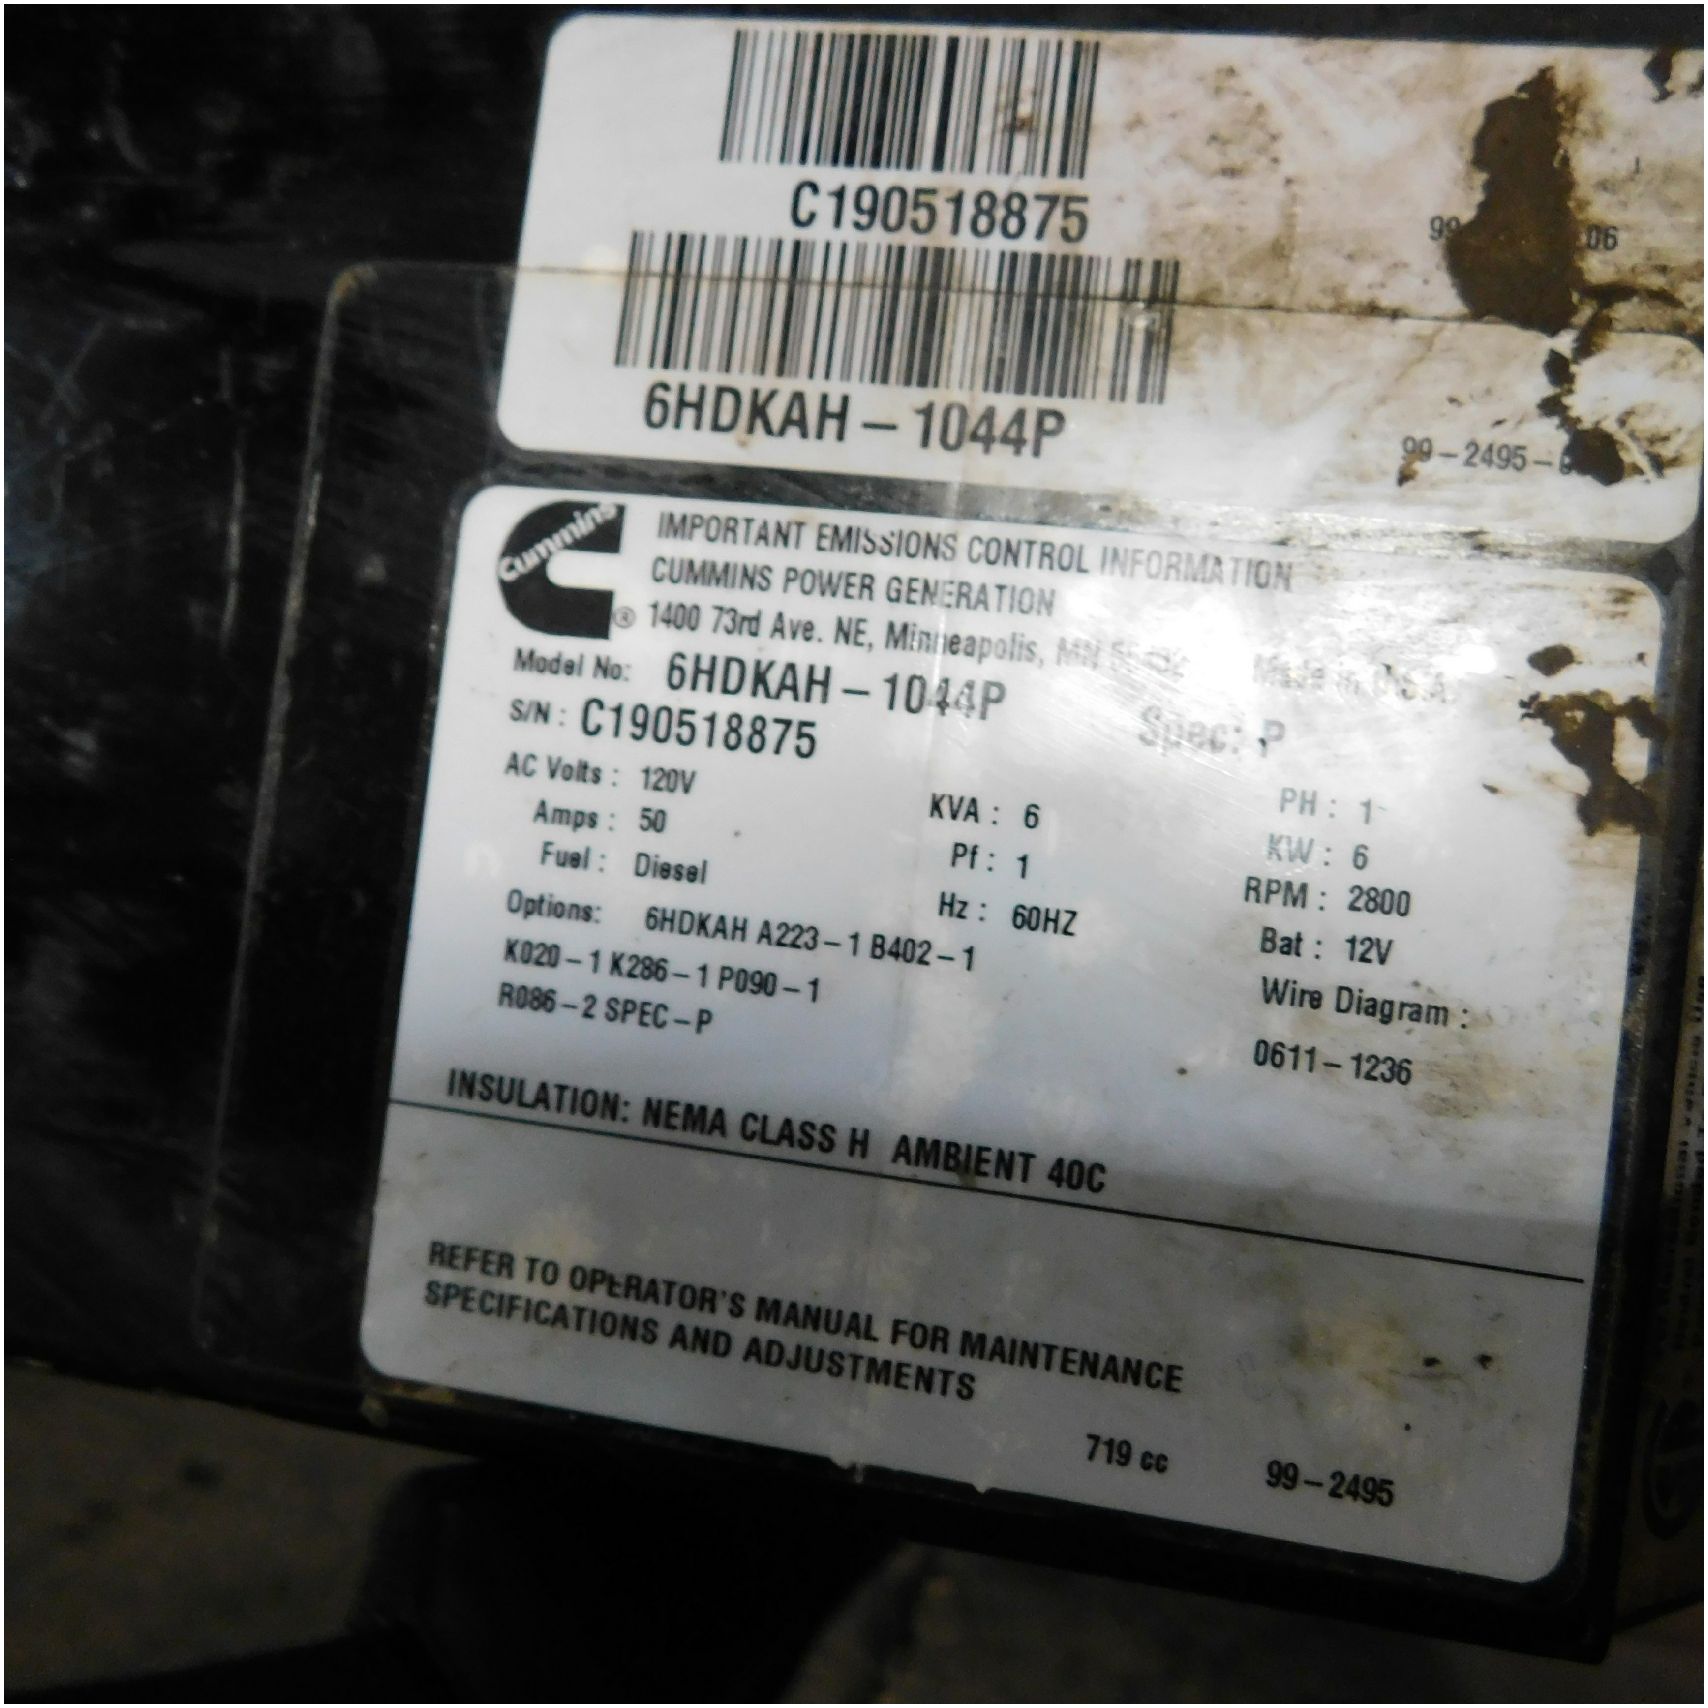 C190518875
6HDKAH – 1044P
99-2495-
Cummins
IMPORTANT EMISSIONS CONTROL INFORMATION
CUMMINS POWER GENERATION
® 1400 73rd Ave. NE, Minneapolis, MN Made in U.S.A.
Model No: 6HDKAH – 1044P
S/N : C190518875 Spec: P
AC Volts : 120V KVA : 6 PH : 1
Amps : 50 Pf : 1 KW : 6
Fuel : Diesel Hz : 60HZ RPM : 2800
Options: 6HDKAH A223-1 B402-1 Bat : 12V
K020-1 K286-1 P090-1 Wire Diagram :
R086-2 SPEC-P 0611-1236
INSULATION: NEMA CLASS H AMBIENT 40C
REFER TO OPERATOR'S MANUAL FOR MAINTENANCE
SPECIFICATIONS AND ADJUSTMENTS
719 cc 99-2495